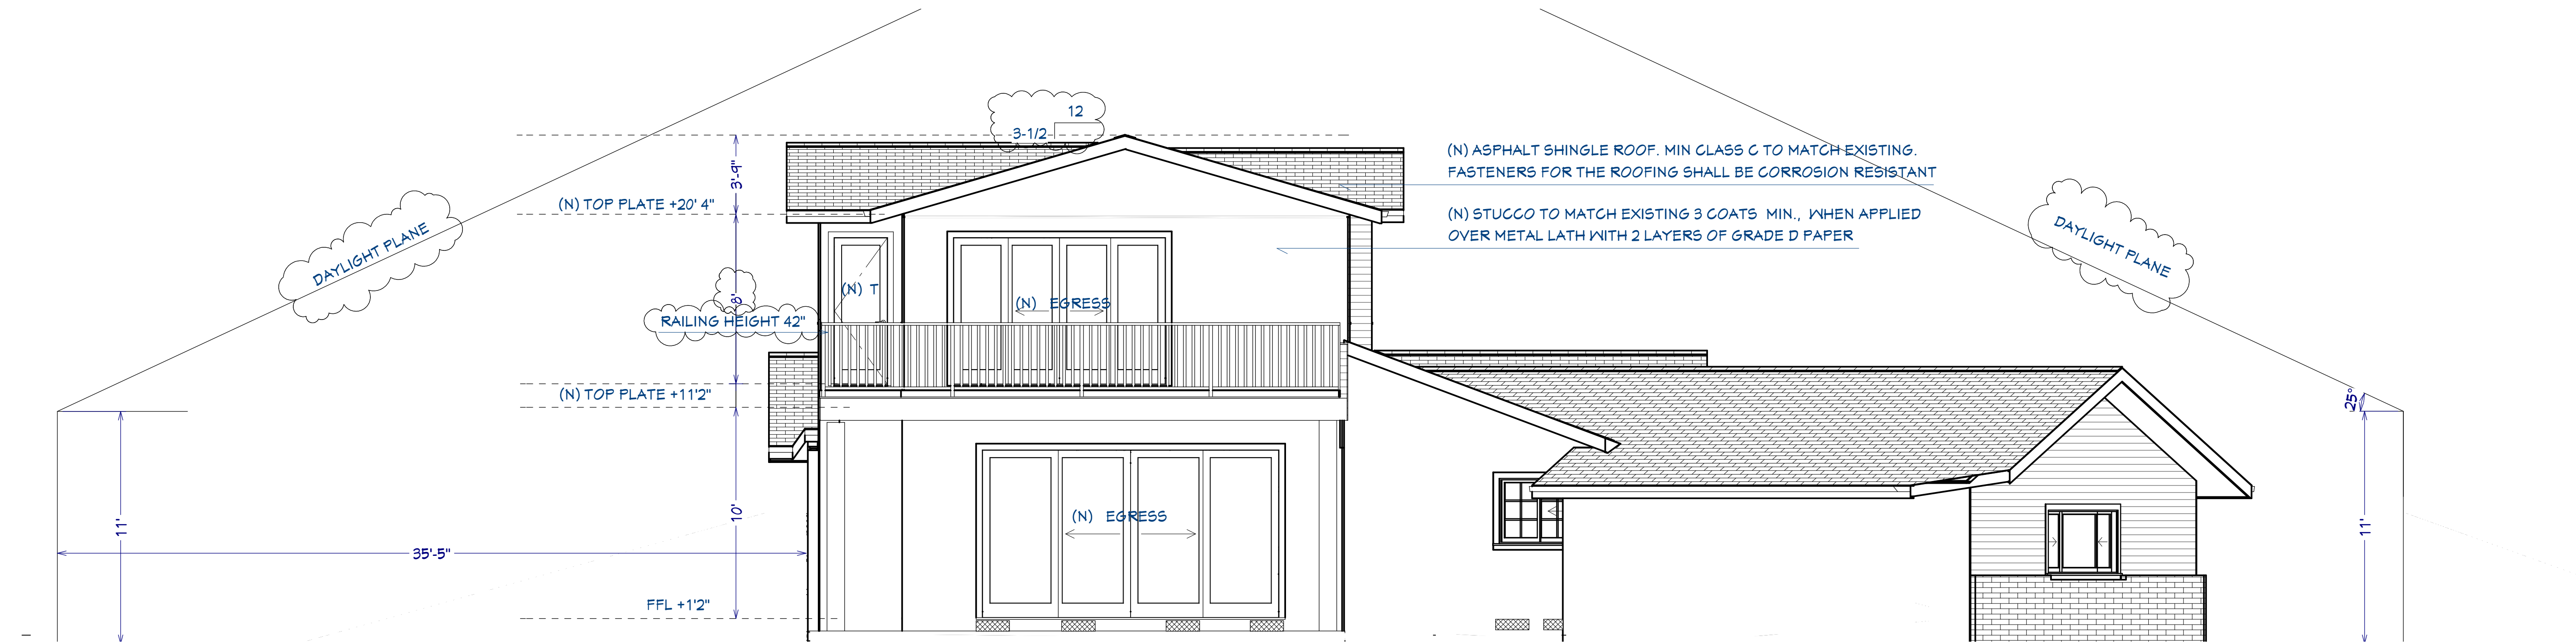 12
3-1/2
(N) ASPHALT SHINGLE ROOF. MIN CLASS C TO MATCH EXISTING.
FASTENERS FOR THE ROOFING SHALL BE CORROSION RESISTANT
3'-9"
(N) TOP PLATE +20' 4"
(N) STUCCO TO MATCH EXISTING 3 COATS MIN., WHEN APPLIED
OVER METAL LATH WITH 2 LAYERS OF GRADE D PAPER
DAYLIGHT PLANE
DAYLIGHT PLANE
(N) T
8'
(N) EGRESS
RAILING HEIGHT 42"
(N) TOP PLATE +11'2"
25°
11'
10'
(N) EGRESS
11'
35'-5"
FFL +1'2"